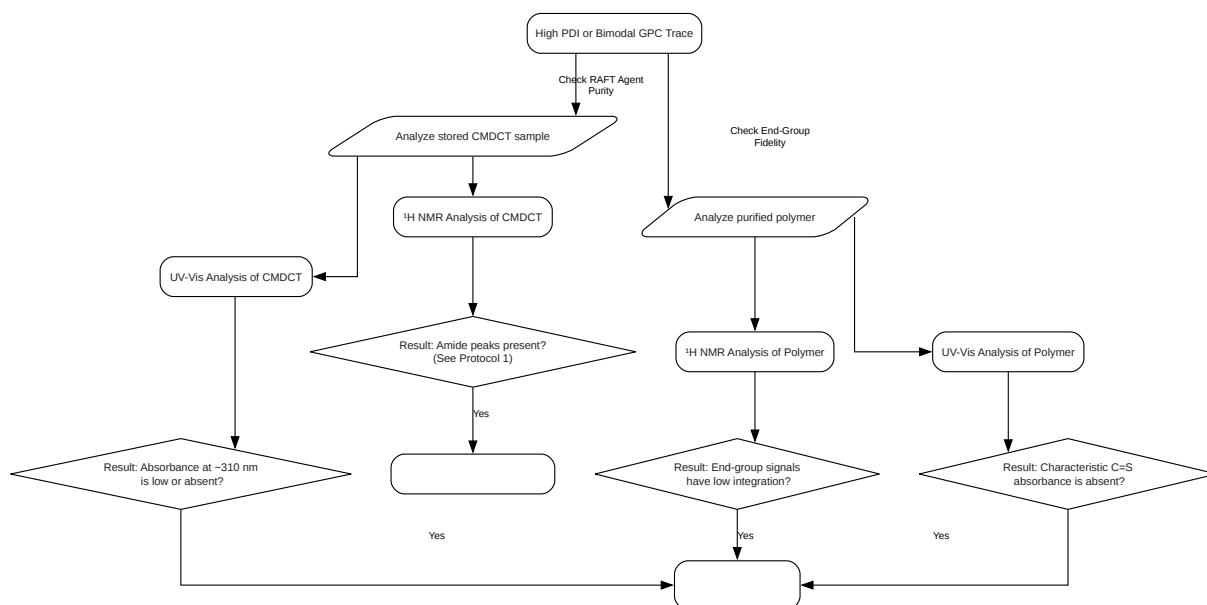 High PDI or Bimodal GPC Trace
Check RAFT Agent
Purity
Analyze stored CMDCT sample
Check End-Group
Fidelity
¹H NMR Analysis of CMDCT
Analyze purified polymer
UV-Vis Analysis of CMDCT
Result: Amide peaks present?
(See Protocol 1)
¹H NMR Analysis of Polymer
UV-Vis Analysis of Polymer
Yes
Result: Absorbance at ~310 nm
is low or absent?
Result: End-group signals
have low integration?
Result: Characteristic C=S
absorbance is absent?
Yes
Yes
Yes